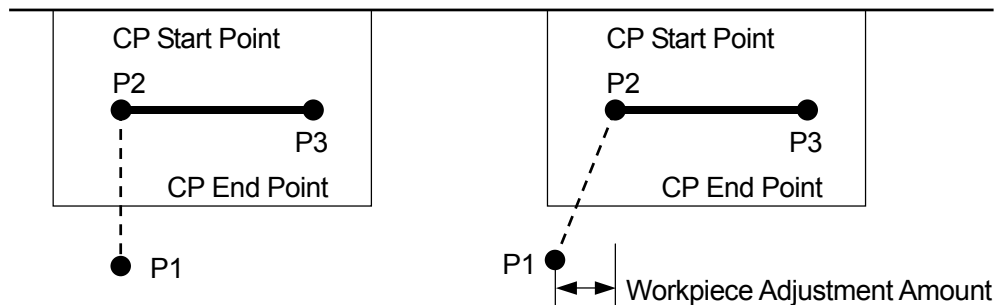 CP Start Point
P2
P3
CP End Point
P1
CP Start Point
P2
P3
CP End Point
P1
Workpiece Adjustment Amount